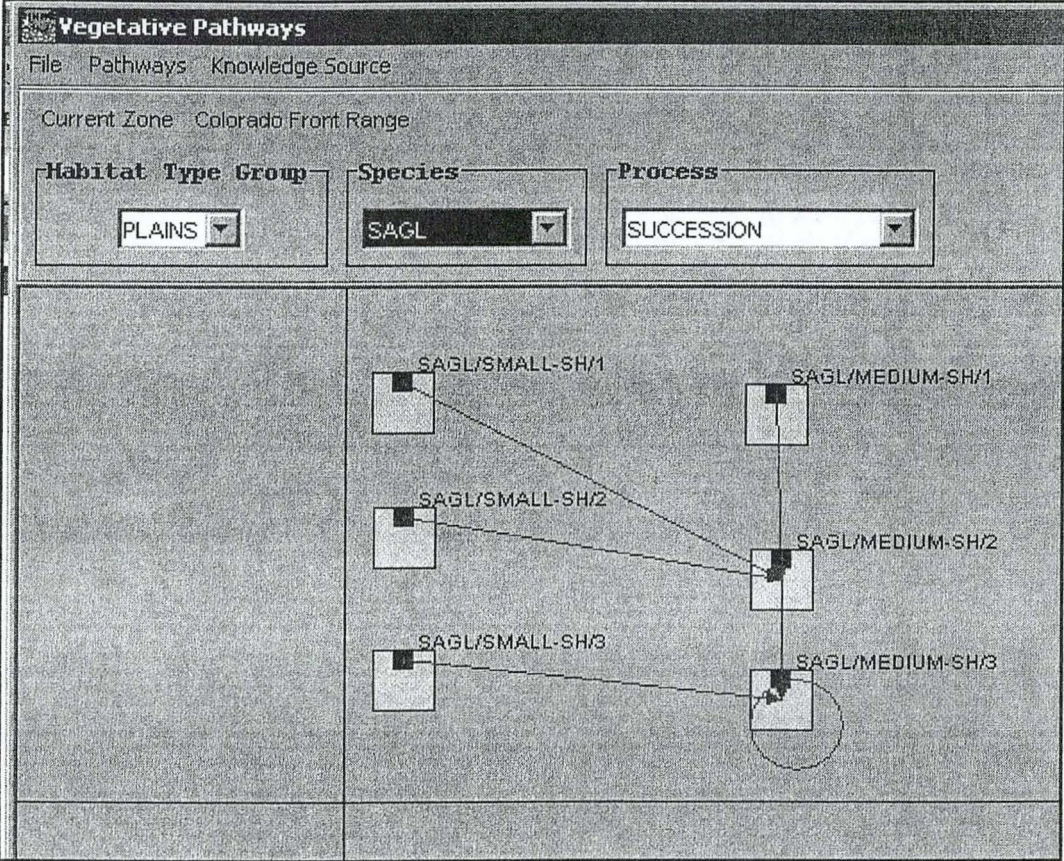 Vegetative Pathways
File Pathways Knowledge Source
Current Zone Colorado Front Range
Habitat Type Group Species Process
PLAINS SAGL SUCCESSION
SAGL/SMALL-SH/1
SAGL/MEDIUM-SH/1
SAGL/SMALL-SH/2
SAGL/MEDIUM-SH/2
SAGL/SMALL-SH/3
SAGL/MEDIUM-SH/3